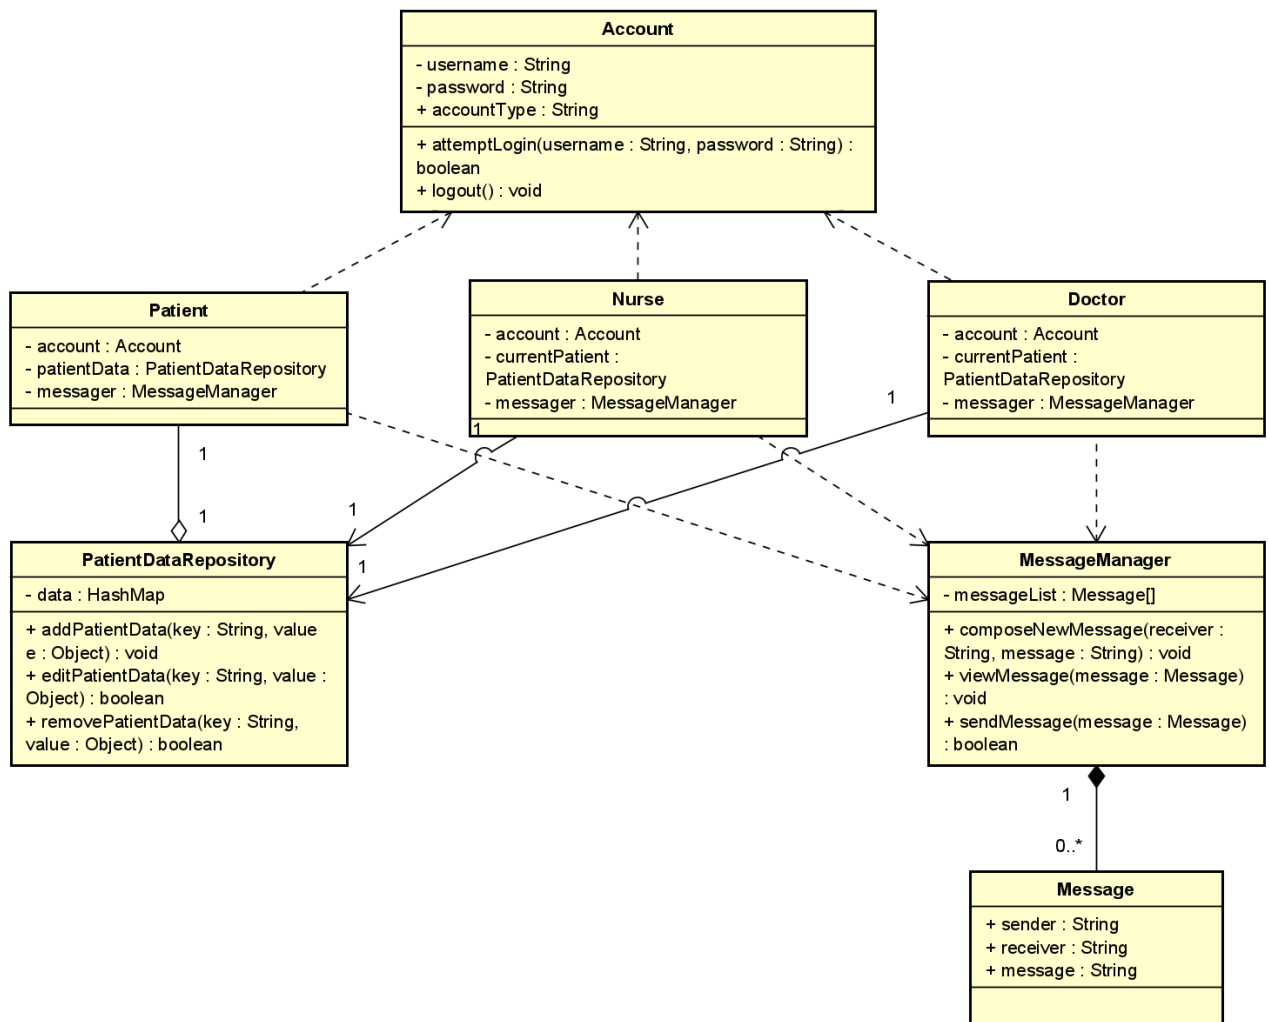 Account
- username : String
- password : String
+ accountType : String
+ attemptLogin(username : String, password : String) :
boolean
+ logout() : void
Patient
- account : Account
- patientData : PatientDataRepository
- messager : MessageManager
Nurse
- account : Account
- currentPatient :
PatientDataRepository
- messager : MessageManager
Doctor
- account : Account
- currentPatient :
PatientDataRepository
- messager : MessageManager
1
1
1
1
1
1
PatientDataRepository
- data : HashMap
+ addPatientData(key : String, value
e : Object) : void
+ editPatientData(key : String, value :
Object) : boolean
+ removePatientData(key : String,
value : Object) : boolean
MessageManager
- messageList : Message[]
+ composeNewMessage(receiver :
String, message : String) : void
+ viewMessage(message : Message)
: void
+ sendMessage(message : Message)
: boolean
1
0..*
Message
+ sender : String
+ receiver : String
+ message : String